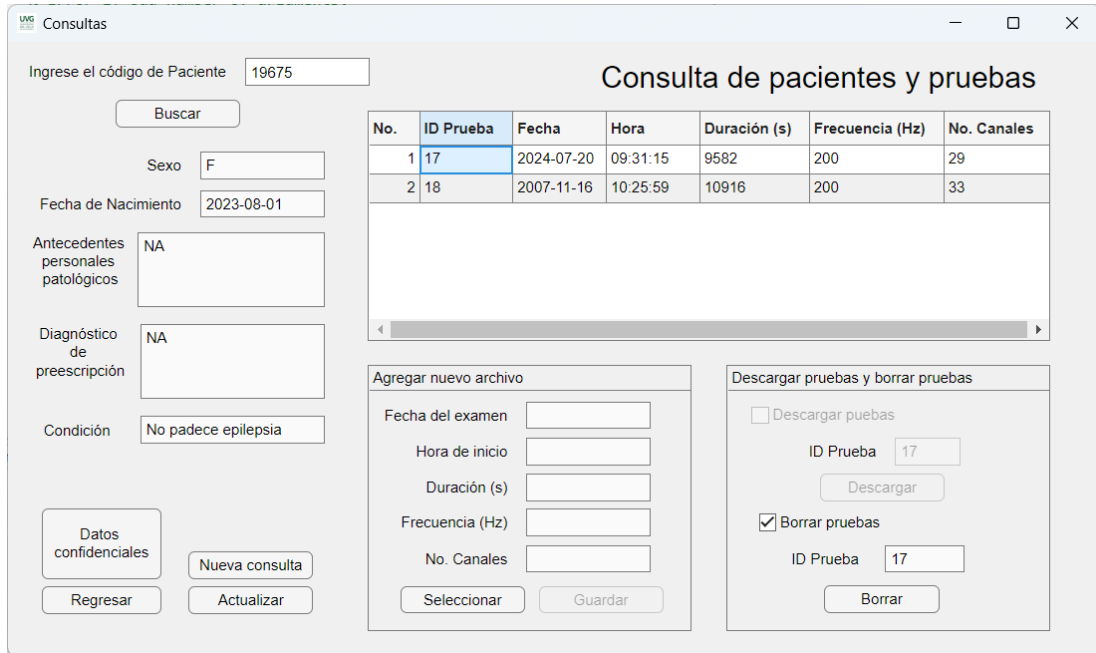 UVG
Consultas
Ingrese el código de Paciente 19675
Buscar
Sexo F
Fecha de Nacimiento 2023-08-01
Antecedentes
personales
patológicos
NA
Diagnóstico
de
preescripción
NA
Condición No padece epilepsia
Datos
confidenciales
Nueva consulta
Regresar
Actualizar
Consulta de pacientes y pruebas
No. ID Prueba Fecha Hora Duración (s) Frecuencia (Hz) No. Canales
1 17 2024-07-20 09:31:15 9582 200 29
2 18 2007-11-16 10:25:59 10916 200 33
Agregar nuevo archivo
Fecha del examen
Hora de inicio
Duración (s)
Frecuencia (Hz)
No. Canales
Seleccionar Guardar
Descargar pruebas y borrar pruebas
Descargar puebas
ID Prueba 17
Descargar
Borrar pruebas
ID Prueba 17
Borrar